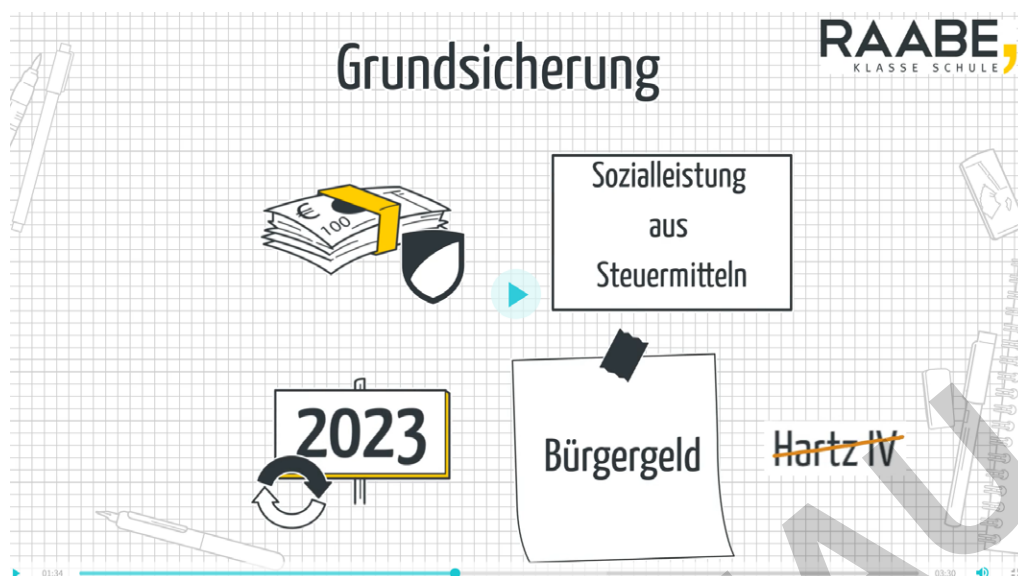 RAABE,
KLASSE SCHULE
Grundsicherung
€
100
Sozialleistung
aus
Steuermitteln
2023
Bürgergeld
Hartz IV
01:34
03:30